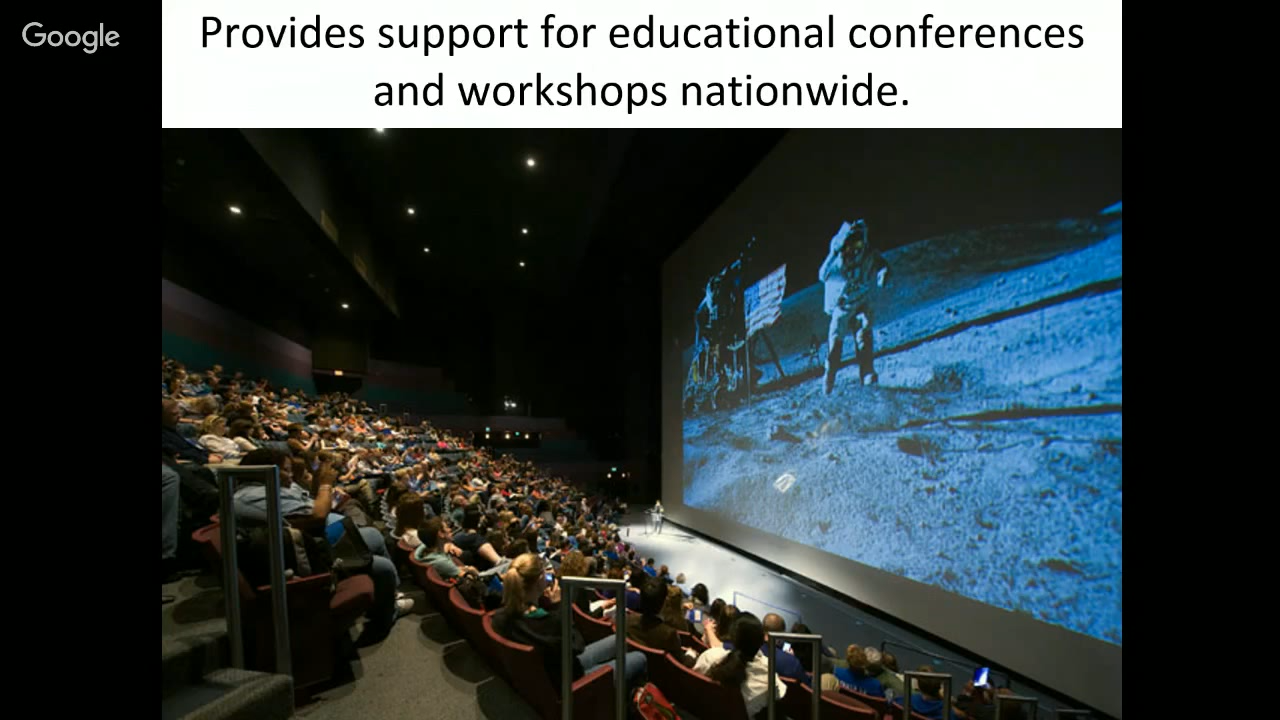 Google
Provides support for educational conferences
and workshops nationwide.